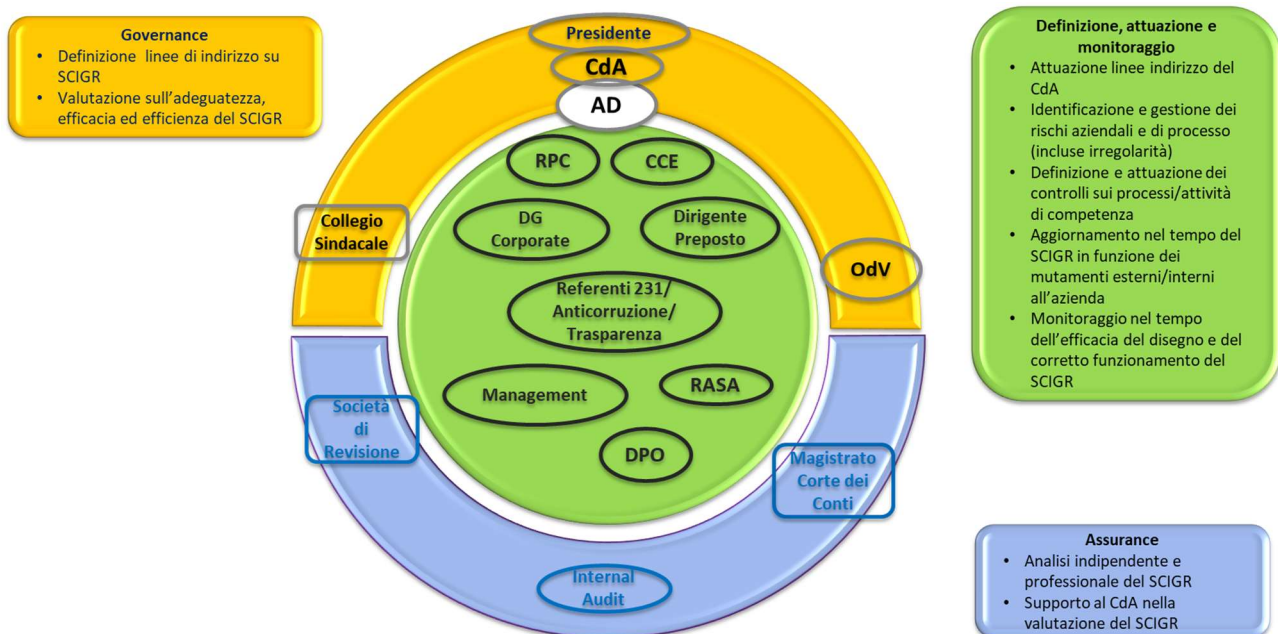 Governance
• Definizione linee di indirizzo su
SCIGR
• Valutazione sull'adeguatezza,
efficacia ed efficienza del SCIGR
Presidente
CdA
AD
RPC
CCE
DG
Corporate
Dirigente
Preposto
Collegio
Sindacale
OdV
Referenti 231/
Anticorruzione/
Trasparenza
Management
RASA
DPO
Società
di
Revisione
Magistrato
Corte dei
Conti
Internal
Audit
Definizione, attuazione e
monitoraggio
• Attuazione linee indirizzo del
CdA
• Identificazione e gestione dei
rischi aziendali e di processo
(incluse irregolarità)
• Definizione e attuazione dei
controlli sui processi/attività
di competenza
• Aggiornamento nel tempo del
SCIGR in funzione dei
mutamenti esterni/interni
all'azienda
• Monitoraggio nel tempo
dell'efficacia del disegno e del
corretto funzionamento del
SCIGR
Assurance
• Analisi indipendente e
professionale del SCIGR
• Supporto al CdA nella
valutazione del SCIGR